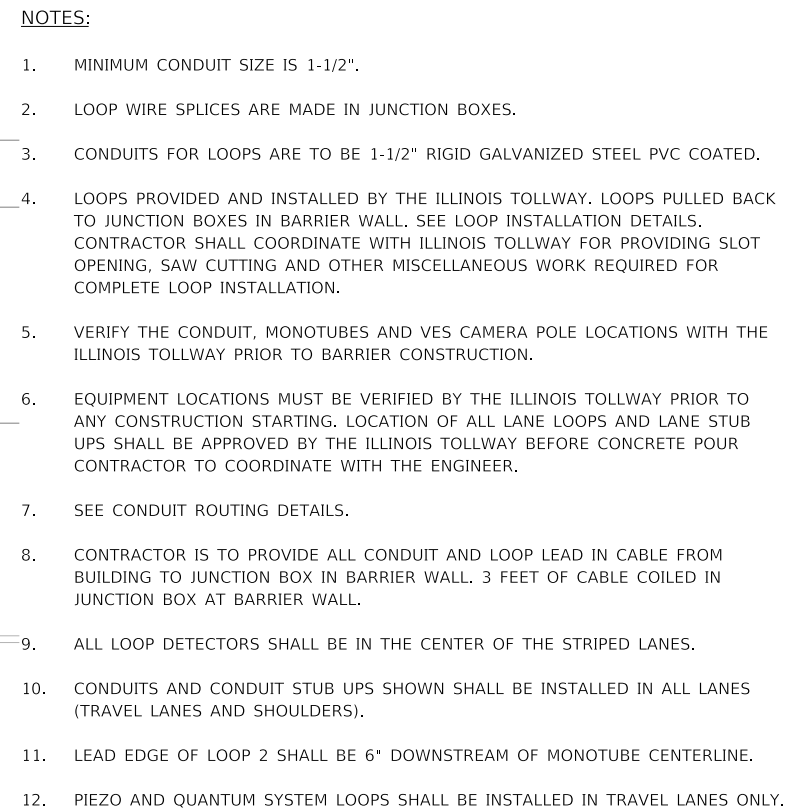 NOTES:
1. MINIMUM CONDUIT SIZE IS 1-1/2".
2. LOOP WIRE SPLICES ARE MADE IN JUNCTION BOXES.
3. CONDUITS FOR LOOPS ARE TO BE 1-1/2" RIGID GALVANIZED STEEL PVC COATED.
4. LOOPS PROVIDED AND INSTALLED BY THE ILLINOIS TOLLWAY. LOOPS PULLED BACK
TO JUNCTION BOXES IN BARRIER WALL. SEE LOOP INSTALLATION DETAILS.
CONTRACTOR SHALL COORDINATE WITH ILLINOIS TOLLWAY FOR PROVIDING SLOT
OPENING, SAW CUTTING AND OTHER MISCELLANEOUS WORK REQUIRED FOR
COMPLETE LOOP INSTALLATION.
5. VERIFY THE CONDUIT, MONOTUBES AND VES CAMERA POLE LOCATIONS WITH THE
ILLINOIS TOLLWAY PRIOR TO BARRIER CONSTRUCTION.
6. EQUIPMENT LOCATIONS MUST BE VERIFIED BY THE ILLINOIS TOLLWAY PRIOR TO
ANY CONSTRUCTION STARTING. LOCATION OF ALL LANE LOOPS AND LANE STUB
UPS SHALL BE APPROVED BY THE ILLINOIS TOLLWAY BEFORE CONCRETE POUR
CONTRACTOR TO COORDINATE WITH THE ENGINEER.
7. SEE CONDUIT ROUTING DETAILS.
8. CONTRACTOR IS TO PROVIDE ALL CONDUIT AND LOOP LEAD IN CABLE FROM
BUILDING TO JUNCTION BOX IN BARRIER WALL. 3 FEET OF CABLE COILED IN
JUNCTION BOX AT BARRIER WALL.
9. ALL LOOP DETECTORS SHALL BE IN THE CENTER OF THE STRIPED LANES.
10. CONDUITS AND CONDUIT STUB UPS SHOWN SHALL BE INSTALLED IN ALL LANES
(TRAVEL LANES AND SHOULDERS).
11. LEAD EDGE OF LOOP 2 SHALL BE 6" DOWNSTREAM OF MONOTUBE CENTERLINE.
12. PIEZO AND QUANTUM SYSTEM LOOPS SHALL BE INSTALLED IN TRAVEL LANES ONLY.